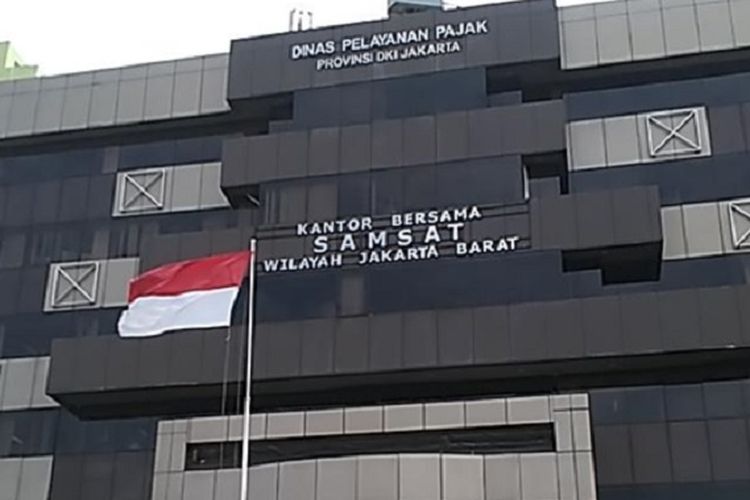 DINAS PELAYANAN PAJAK
PROVINSI DKI JAKARTA
KANTOR BERSAMA
SAMSAT
WILAYAH JAKARTA BARAT